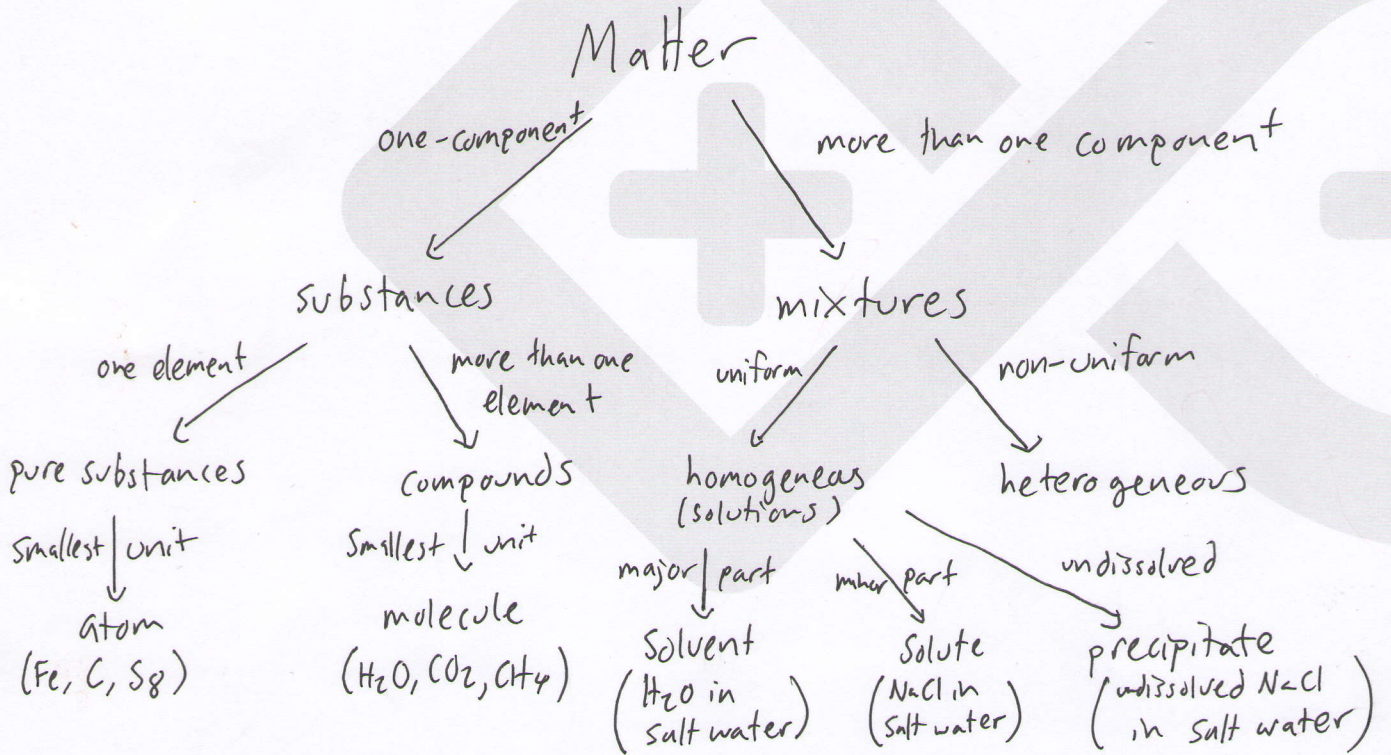 Matter
one-component
more than one component
substances
mixtures
one element
more than one
element
uniform
non-uniform
pure substances
compounds
homogeneous
(solutions)
heterogeneous
smallest unit
smallest unit
major part
minor part
undissolved
atom
(Fe, C, S8)
molecule
(H2O, CO2, CH4)
solvent
(H2O in
salt water)
solute
(NaCl in
salt water)
precipitate
(undissolved NaCl
in salt water)